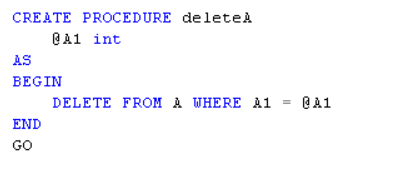 CREATE PROCEDURE deleteA
    @A1 int
AS
BEGIN
    DELETE FROM A WHERE A1 = @A1
END
GO